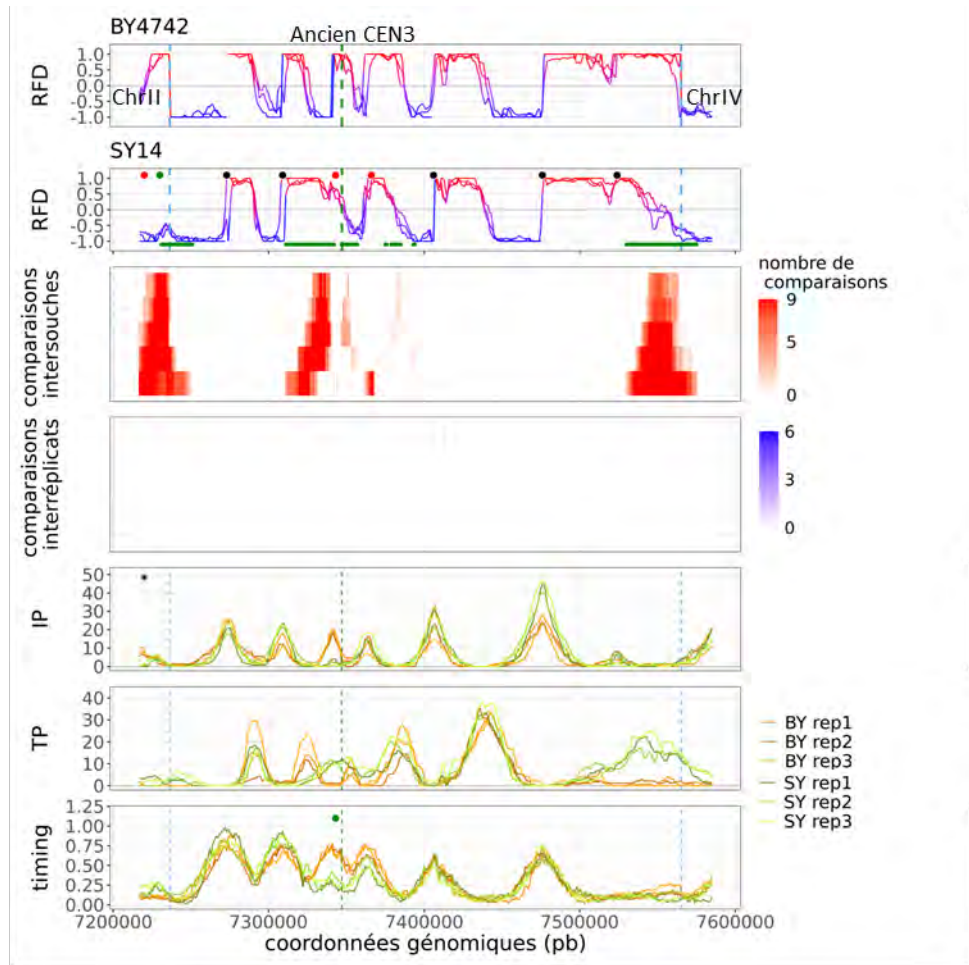 BY4742
Ancien CEN3
RFD
1.0
0.5
0.0
-0.5
-1.0
ChrII
ChrIV
SY14
RFD
1.0
0.5
0.0
-0.5
-1.0
comparaisons
intersouches
nombre de
comparaisons
9
5
0
comparaisons
interréplicats
6
3
0
IP
50
40
30
20
10
0
TP
40
30
20
10
0
BY rep1
BY rep2
BY rep3
SY rep1
SY rep2
SY rep3
timing
1.25
1.00
0.75
0.50
0.25
0.00
7200000 7300000 7400000 7500000 7600000
coordonnées génomiques (pb)